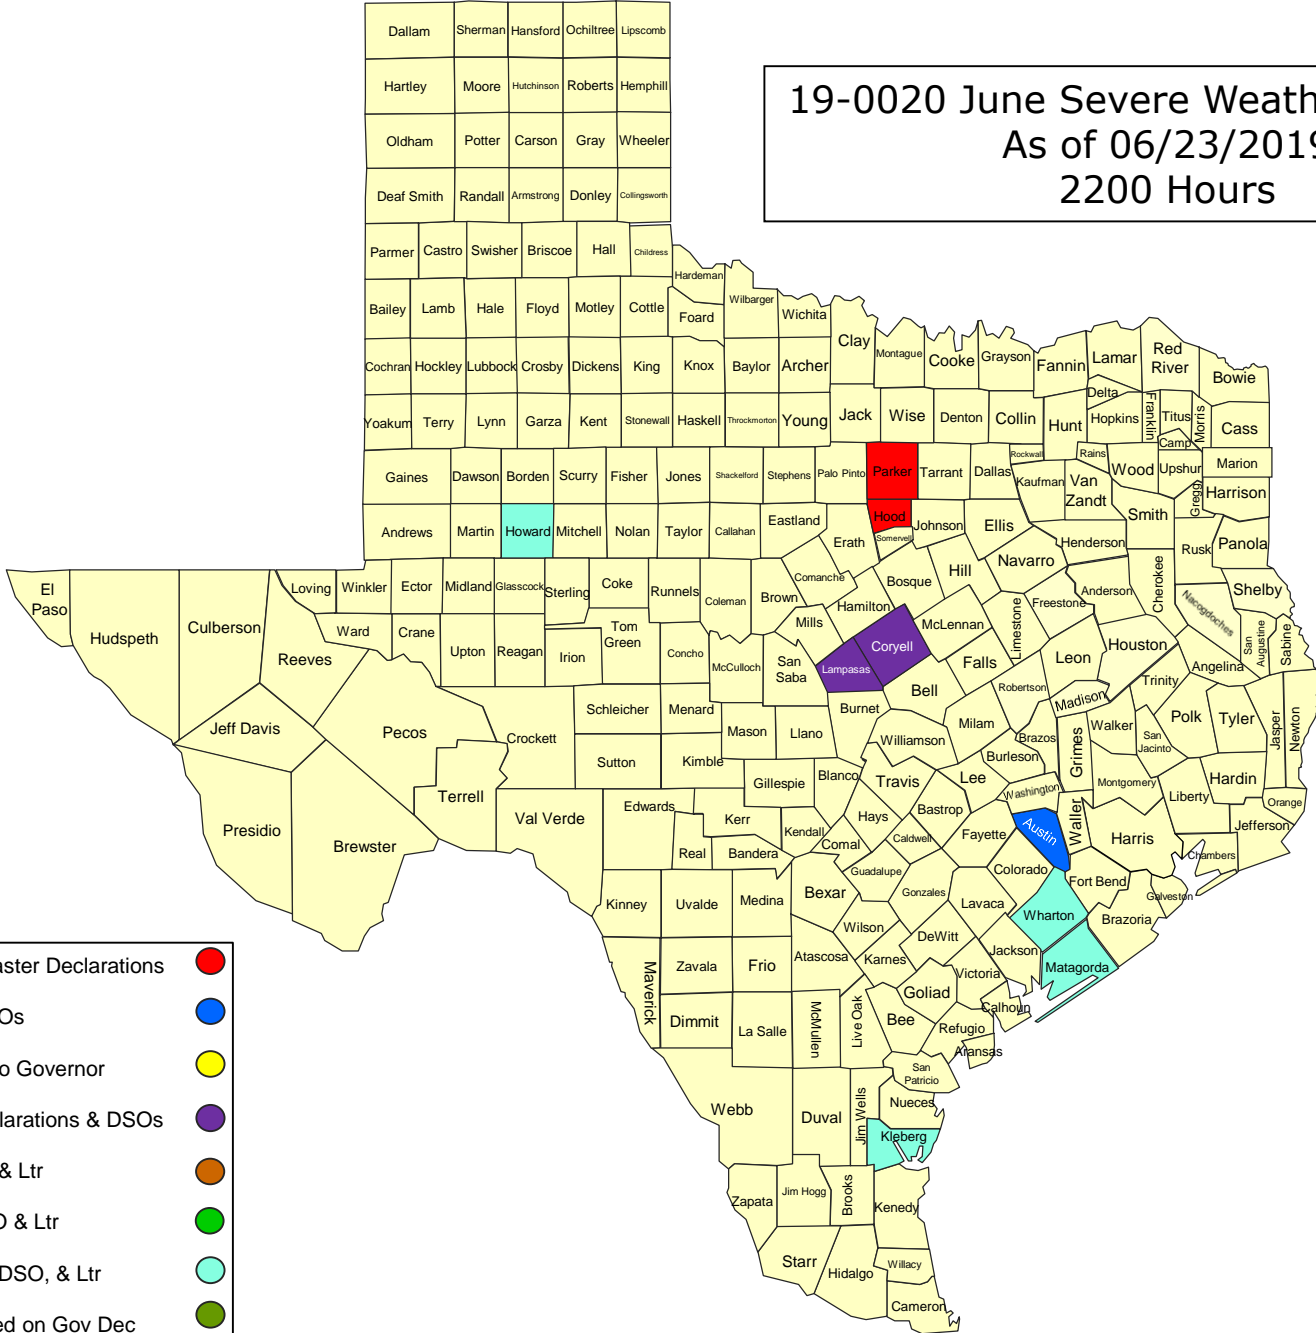 19-0020 June Severe Weath
As of 06/23/2019
2200 Hours
Dallam Sherman Hansford Ochiltree Lipscomb
Hartley Moore Hutchinson Roberts Hemphill
Oldham Potter Carson Gray Wheeler
Deaf Smith Randall Armstrong Donley Collingsworth
Parmer Castro Swisher Briscoe Hall Childress
Hardeman
Bailey Lamb Hale Floyd Motley Cottle Foard Wilbarger Wichita
Clay Montague Cooke Grayson Fannin Lamar Red
River Bowie
Cochran Hockley Lubbock Crosby Dickens King Knox Baylor Archer
Delta
Yoakum Terry Lynn Garza Kent Stonewall Haskell Throckmorton Young Jack Wise Denton Collin Hunt Hopkins Franklin Titus Morris Cass
Camp
Gaines Dawson Borden Scurry Fisher Jones Shackelford Stephens Palo Pinto Parker Tarrant Dallas Rockwall Rains Wood Upshur Marion
Kaufman Van
Zandt Gregg Harrison
Andrews Martin Howard Mitchell Nolan Taylor Callahan Eastland Hood Johnson Ellis Smith
Erath Somervell Henderson Rusk Panola
El
Paso Hudspeth Culberson Loving Winkler Ector Midland Glasscock Sterling Coke Runnels Coleman Brown Comanche Bosque Hill Navarro Anderson Cherokee Nacogdoches Shelby
Hamilton Freestone Limestone
Reeves Ward Crane Upton Reagan Irion Tom
Green Concho McCulloch San
Saba Mills Coryell McLennan Houston San
Augustine Sabine
Lampasas Falls Leon Angelina
Jeff Davis Pecos Crockett Schleicher Menard Mason Llano Burnet Bell Robertson Madison Trinity
Milam Walker Polk Tyler Jasper Newton
Sutton Kimble Williamson Brazos Grimes San
Jacinto
Burleson
Terrell Gillespie Blanco Travis Lee Washington Montgomery Liberty Hardin
Presidio Brewster Val Verde Edwards Kerr Kendall Hays Bastrop Orange
Real Bandera Comal Caldwell Fayette Austin Waller Harris Jefferson
Chambers
Kinney Uvalde Medina Bexar Guadalupe Gonzales Colorado Fort Bend Galveston
Lavaca Wharton Brazoria
Wilson DeWitt
Maverick Zavala Frio Atascosa Karnes Jackson Matagorda
Victoria
Goliad
Dimmit La Salle McMullen Live Oak Bee Calhoun
Refugio
Aransas
San
Patricio
Webb Duval Jim Wells Nueces
Kleberg
Zapata Jim Hogg Brooks Kenedy
Starr Hidalgo Willacy
Cameron
aster Declarations
Os
o Governor
larations & DSOs
& Ltr
O & Ltr
DSO, & Ltr
ed on Gov Dec